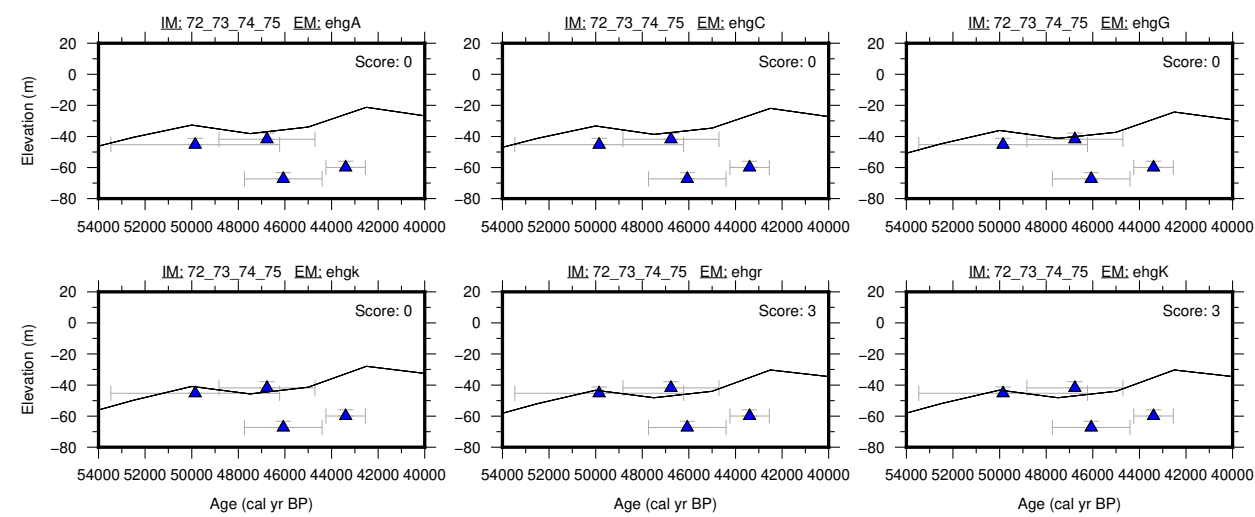 IM: 72_73_74_75 EM: ehgA
IM: 72_73_74_75 EM: ehgC
IM: 72_73_74_75 EM: ehgG
20
0
−20
−40
−60
−80
Elevation (m)
Score: 0
54000 52000 50000 48000 46000 44000 42000 40000
20
0
−20
−40
−60
−80
Score: 0
54000 52000 50000 48000 46000 44000 42000 40000
20
0
−20
−40
−60
−80
Score: 0
54000 52000 50000 48000 46000 44000 42000 40000
IM: 72_73_74_75 EM: ehgk
IM: 72_73_74_75 EM: ehgr
IM: 72_73_74_75 EM: ehgK
20
0
−20
−40
−60
−80
Elevation (m)
Score: 0
54000 52000 50000 48000 46000 44000 42000 40000
Age (cal yr BP)
20
0
−20
−40
−60
−80
Score: 3
54000 52000 50000 48000 46000 44000 42000 40000
Age (cal yr BP)
20
0
−20
−40
−60
−80
Score: 3
54000 52000 50000 48000 46000 44000 42000 40000
Age (cal yr BP)